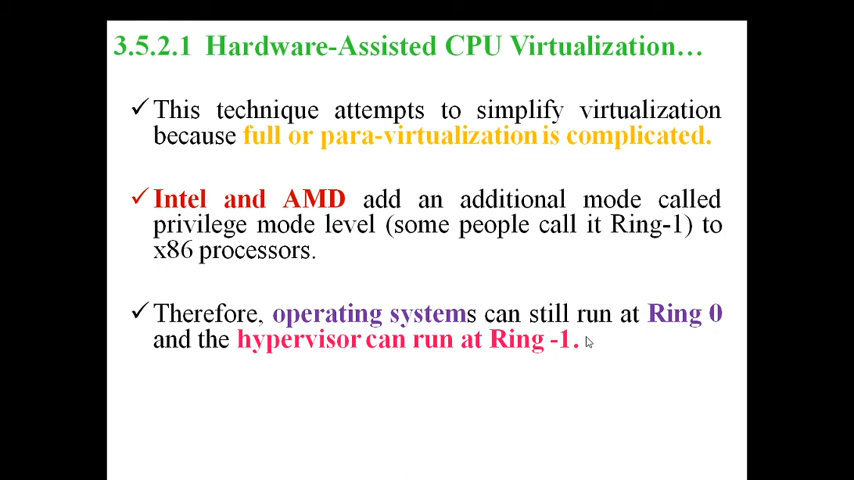 3.5.2.1 Hardware-Assisted CPU Virtualization…
✓ This technique attempts to simplify virtualization
because full or para-virtualization is complicated.
✓ Intel and AMD add an additional mode called
privilege mode level (some people call it Ring-1) to
x86 processors.
✓ Therefore, operating systems can still run at Ring 0
and the hypervisor can run at Ring -1.